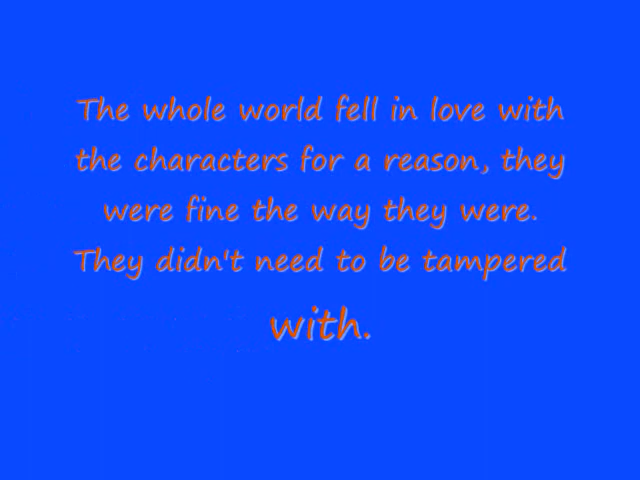 The whole world fell in love with
the characters for a reason, they
were fine the way they were.
They didn't need to be tampered
with.